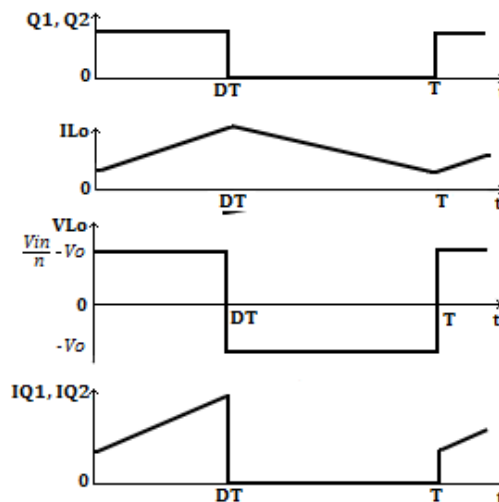 Q1, Q2
0
DT T t
ILo
0
DT T t
VLo
Vin/n -Vo
0
DT T t
-Vo
IQ1, IQ2
0
DT T t